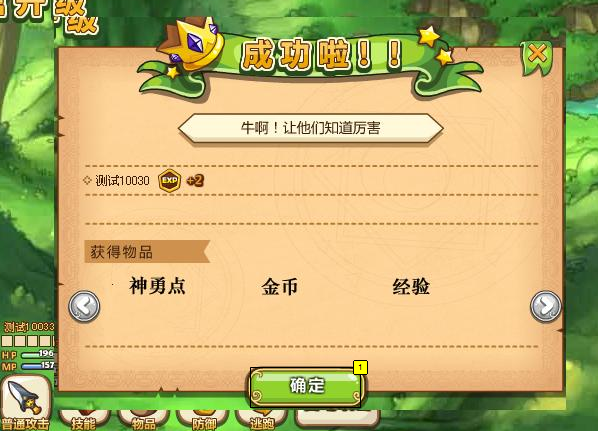 升级
级
成功啦！！
牛啊！让他们知道厉害
测试10030 EXP +2
获得物品
神勇点 金币 经验
测试10033
HP 196
MP 157
1
确定
普通攻击 技能 物品 防御 逃跑